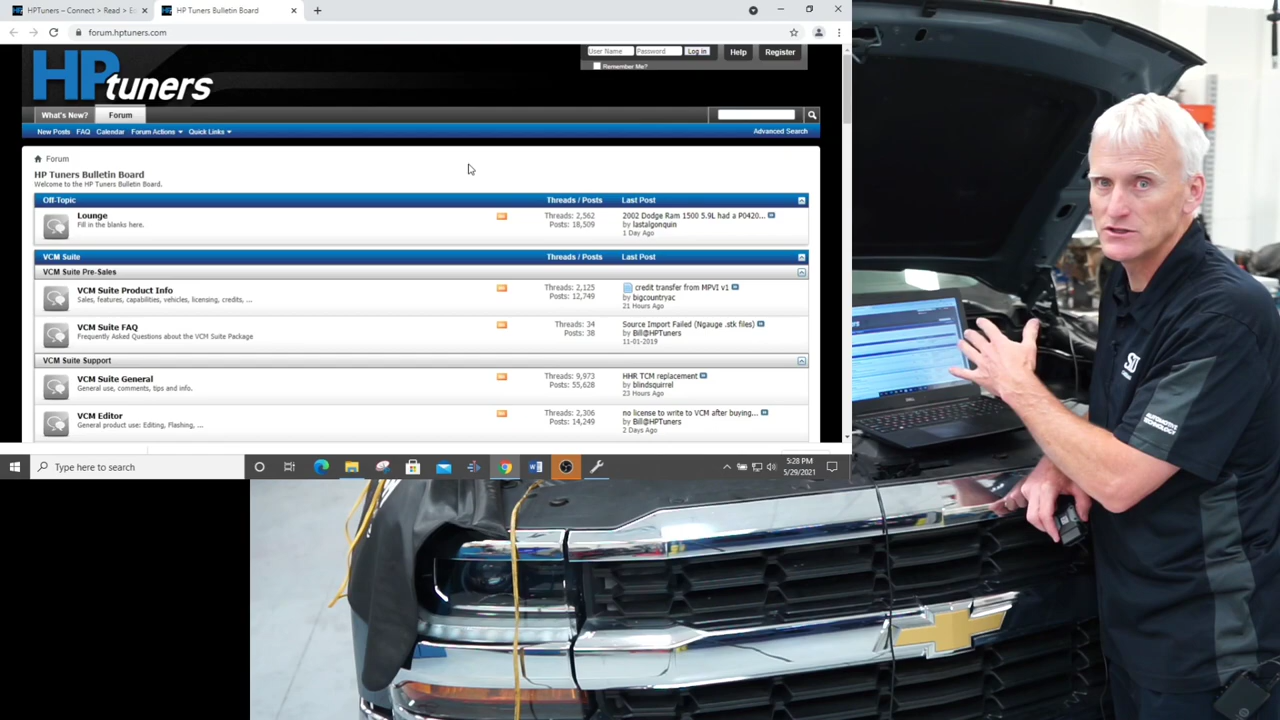 HPTuners – Connect > Read > E
HP Tuners Bulletin Board
forum.hptuners.com
HP tuners
User Name Password Log in Help Register
Remember Me?
What's New? Forum
New Posts FAQ Calendar Forum Actions Quick Links Advanced Search
Forum
HP Tuners Bulletin Board
Welcome to the HP Tuners Bulletin Board.
Off-Topic Threads / Posts Last Post
Lounge Threads: 2,562 2002 Dodge Ram 1500 5.9L had a P0420...
Fill in the blanks here. Posts: 18,509 by lastalgonquin
1 Day Ago
VCM Suite Threads / Posts Last Post
VCM Suite Pre-Sales
VCM Suite Product Info Threads: 2,125 credit transfer from MPVI v1
Sales, features, capabilities, vehicles, licensing, credits, ... Posts: 12,749 by bigcountryac
21 Hours Ago
VCM Suite FAQ Threads: 34 Source Import Failed (Ngauge .stk files)
Frequently Asked Questions about the VCM Suite Package Posts: 38 by Bill@HPTuners
11-01-2019
VCM Suite Support
VCM Suite General Threads: 9,973 HHR TCM replacement
General use, comments, tips and info. Posts: 55,628 by blindsquirrel
23 Hours Ago
VCM Editor Threads: 2,306 no license to write to VCM after buying...
General product use: Editing, Flashing, ... Posts: 14,249 by Bill@HPTuners
2 Days Ago
Type here to search
5:28 PM
5/29/2021
AUTOMOTIVE
TECHNOLOGY